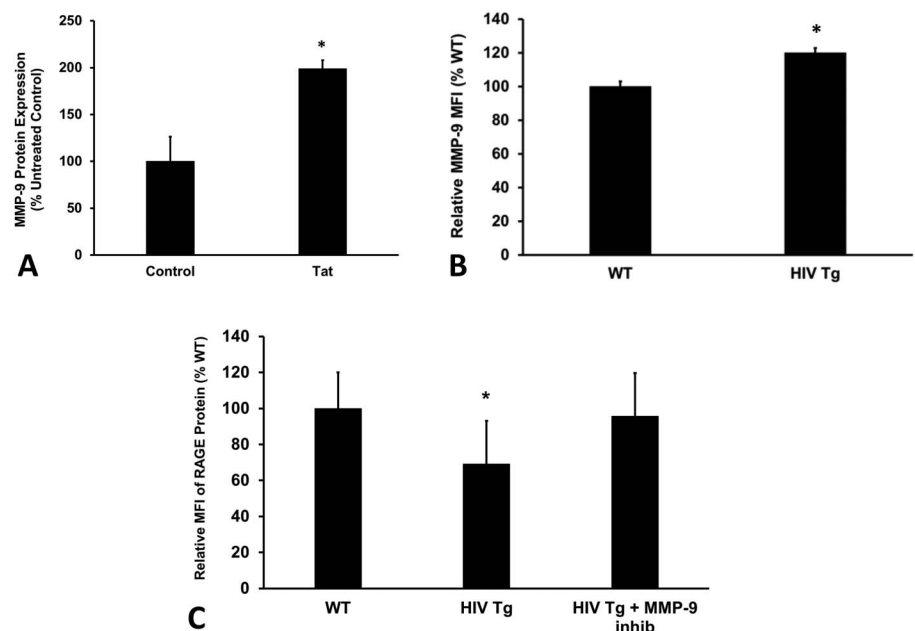 MMP-9 Protein Expression
(% Untreated Control)
250
200
150
100
50
0
*
Control
Tat
A
Relative MMP-9 MFI (% WT)
140
120
100
80
60
40
20
0
*
WT
HIV Tg
B
Relative MFI of RAGE Protein (% WT)
140
120
100
80
60
40
20
0
*
WT
HIV Tg
HIV Tg + MMP-9
inhib
C